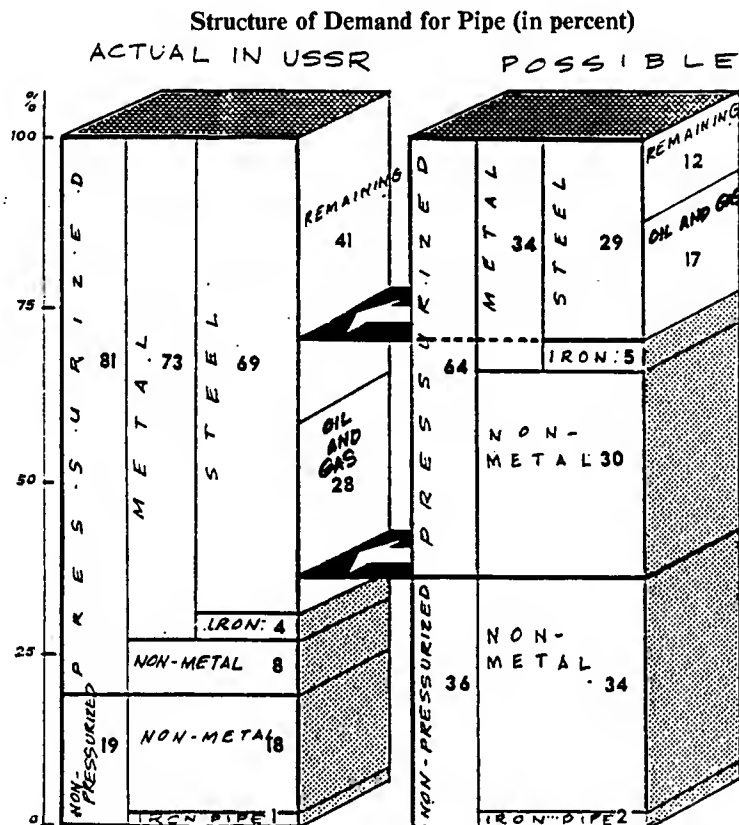 Structure of Demand for Pipe (in percent)
ACTUAL IN USSR
POSSIBLE
%
100
75
50
25
0
PRESSURIZED
81
METAL
73
STEEL
69
REMAINING
41
OIL
AND
GAS
28
IRON: 4
NON-METAL 8
NON-
PRESSURIZED
19
NON-METAL 18
IRON PIPE 1
PRESSURIZED
64
METAL
34
STEEL
29
REMAINING
12
OIL AND GAS
17
IRON: 5
NON-
METAL 30
NON-PRESSURIZED
36
NON-
METAL
34
IRON PIPE 2